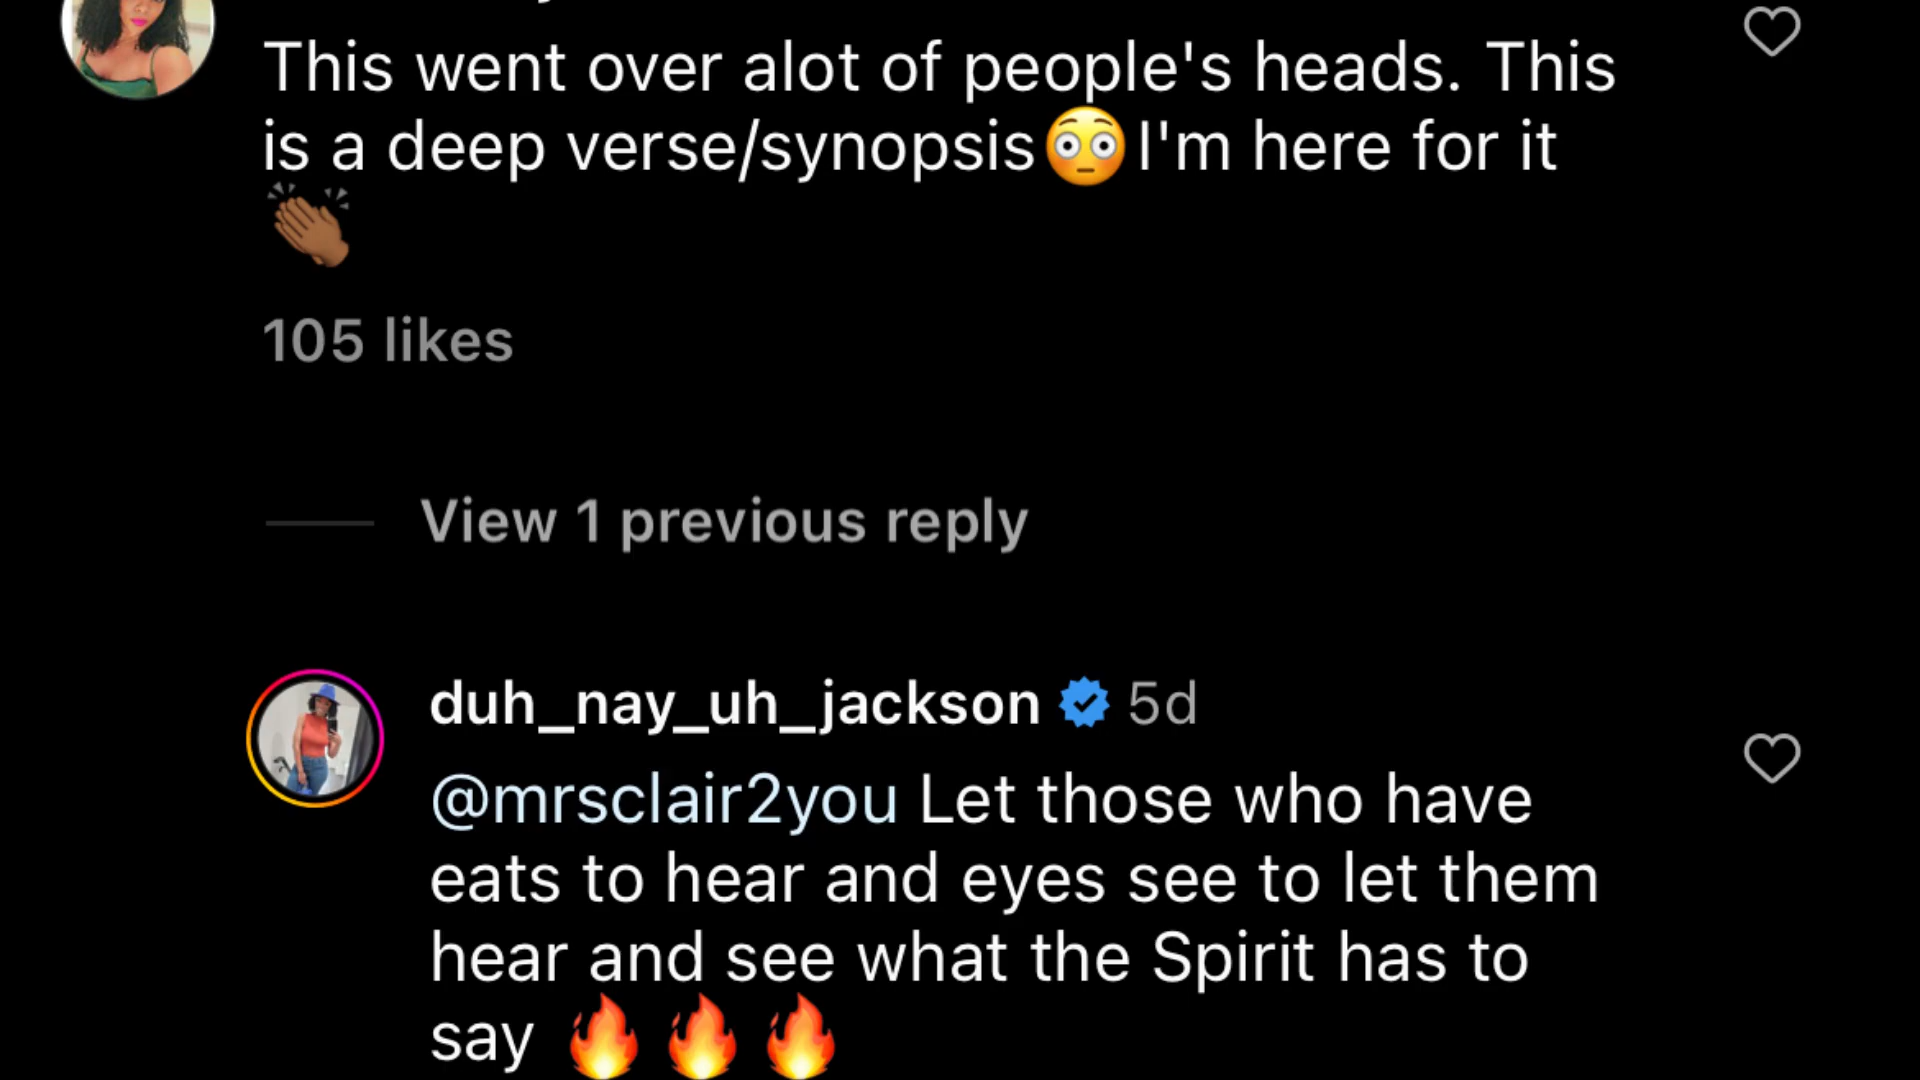 This went over alot of people's heads. This
is a deep verse/synopsis😳I'm here for it
👏🏾
105 likes
View 1 previous reply
duh_nay_uh_jackson 5d
@mrsclair2you Let those who have
eats to hear and eyes see to let them
hear and see what the Spirit has to
say 🔥 🔥 🔥